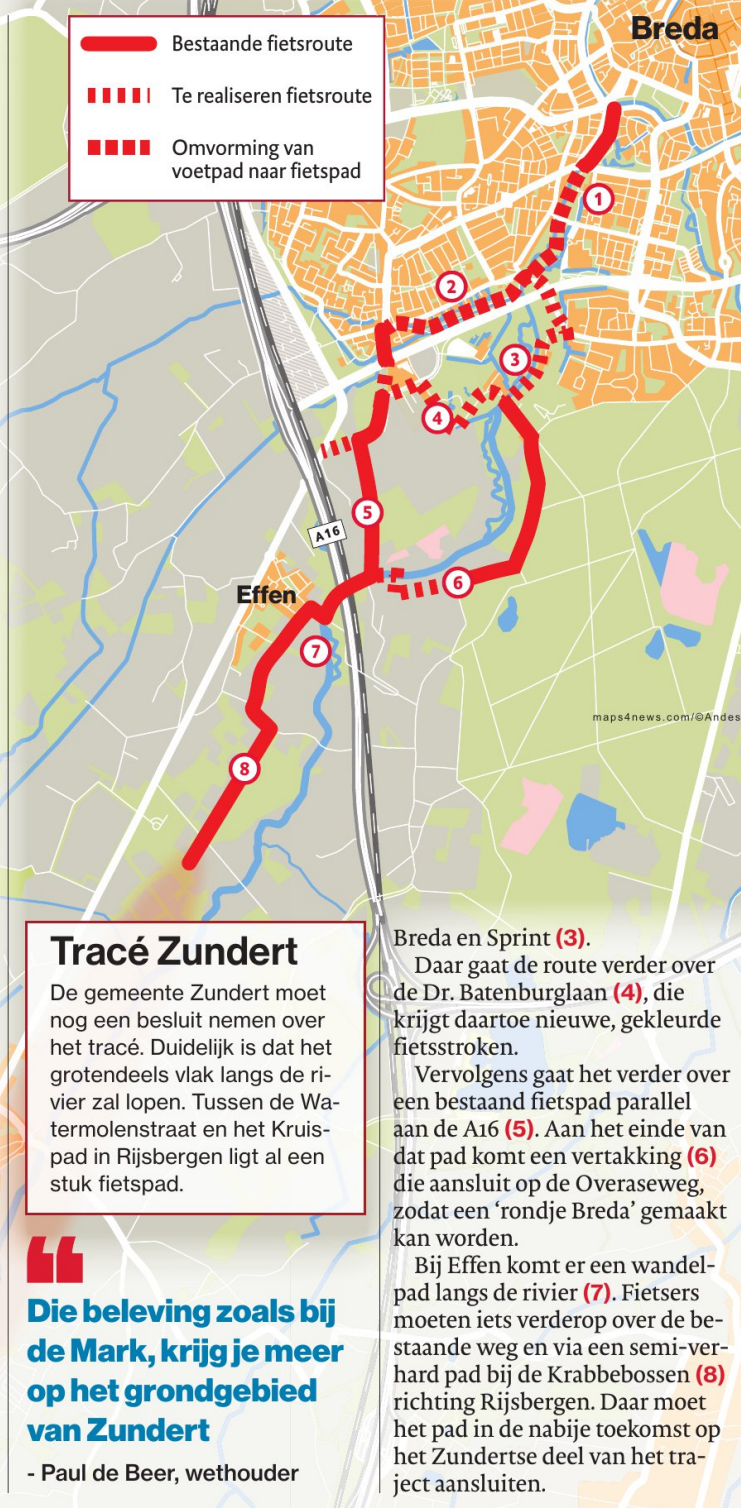 Breda
Bestaande fietsroute
Te realiseren fietsroute
Omvorming van
voetpad naar fietspad
1
2
3
4
5
A16
6
Effen
7
maps4news.com/©Andes
8
Tracé Zundert
De gemeente Zundert moet
nog een besluit nemen over
het tracé. Duidelijk is dat het
grotendeels vlak langs de ri-
vier zal lopen. Tussen de Wa-
termolenstraat en het Kruis-
pad in Rijsbergen ligt al een
stuk fietspad.
Die beleving zoals bij
de Mark, krijg je meer
op het grondgebied
van Zundert
- Paul de Beer, wethouder
Breda en Sprint (3).
Daar gaat de route verder over
de Dr. Batenburglaan (4), die
krijgt daartoe nieuwe, gekleurde
fietsstroken.
Vervolgens gaat het verder over
een bestaand fietspad parallel
aan de A16 (5). Aan het einde van
dat pad komt een vertakking (6)
die aansluit op de Overaseweg,
zodat een ‘rondje Breda’ gemaakt
kan worden.
Bij Effen komt er een wandel-
pad langs de rivier (7). Fietsers
moeten iets verderop over de be-
staande weg en via een semi-ver-
hard pad bij de Krabbebossen (8)
richting Rijsbergen. Daar moet
het pad in de nabije toekomst op
het Zundertse deel van het tra-
ject aansluiten.